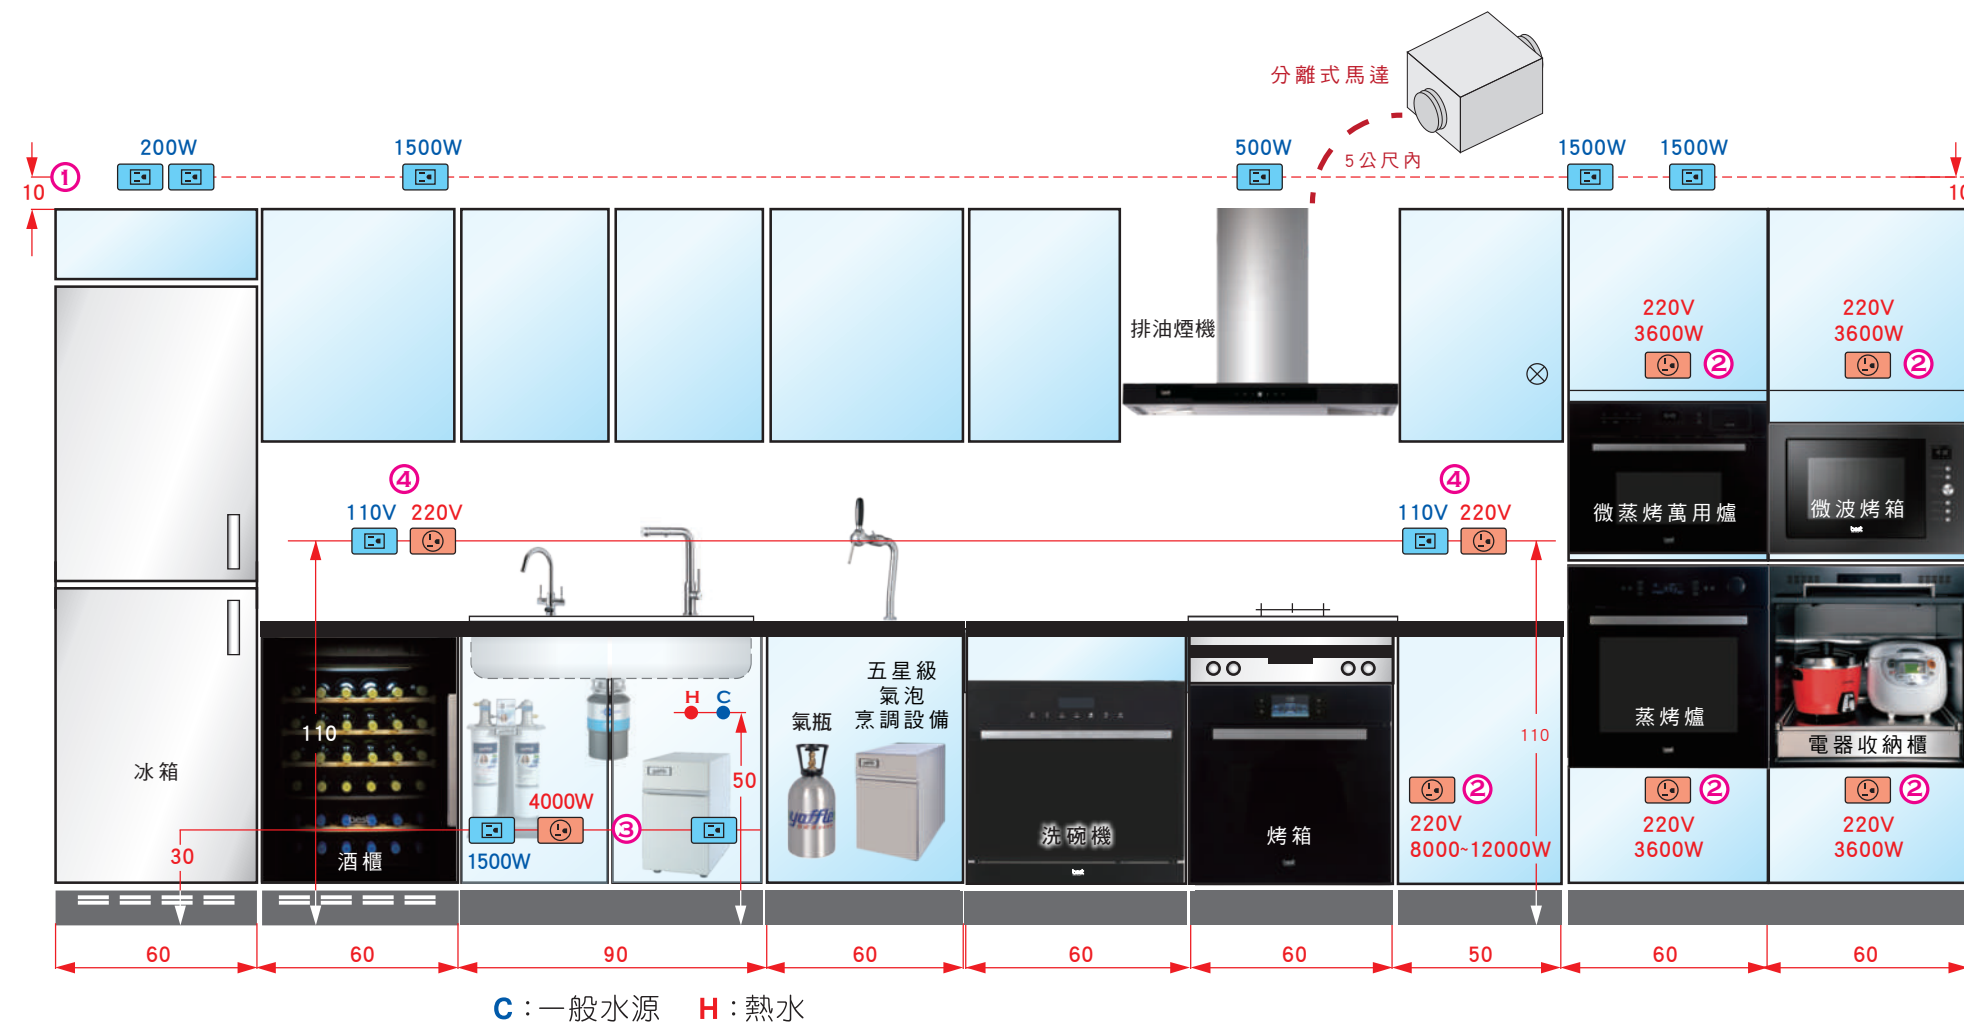 分離式馬達
5公尺內
200W
1500W
500W
1500W
1500W
①
10
10
排油煙機
220V
3600W
②
220V
3600W
②
④
110V
220V
④
110V
220V
微蒸烤萬用爐
微波烤箱
best
best
H
C
五星級
氣泡
烹調設備
氣瓶
蒸烤爐
電器收納櫃
110
110
冰箱
50
4000W
③
1500W
yaffle
30
酒櫃
洗碗機
best
烤箱
②
220V
8000~12000W
②
220V
3600W
②
220V
3600W
60
60
90
60
60
60
50
60
60
C：一般水源 H：熱水